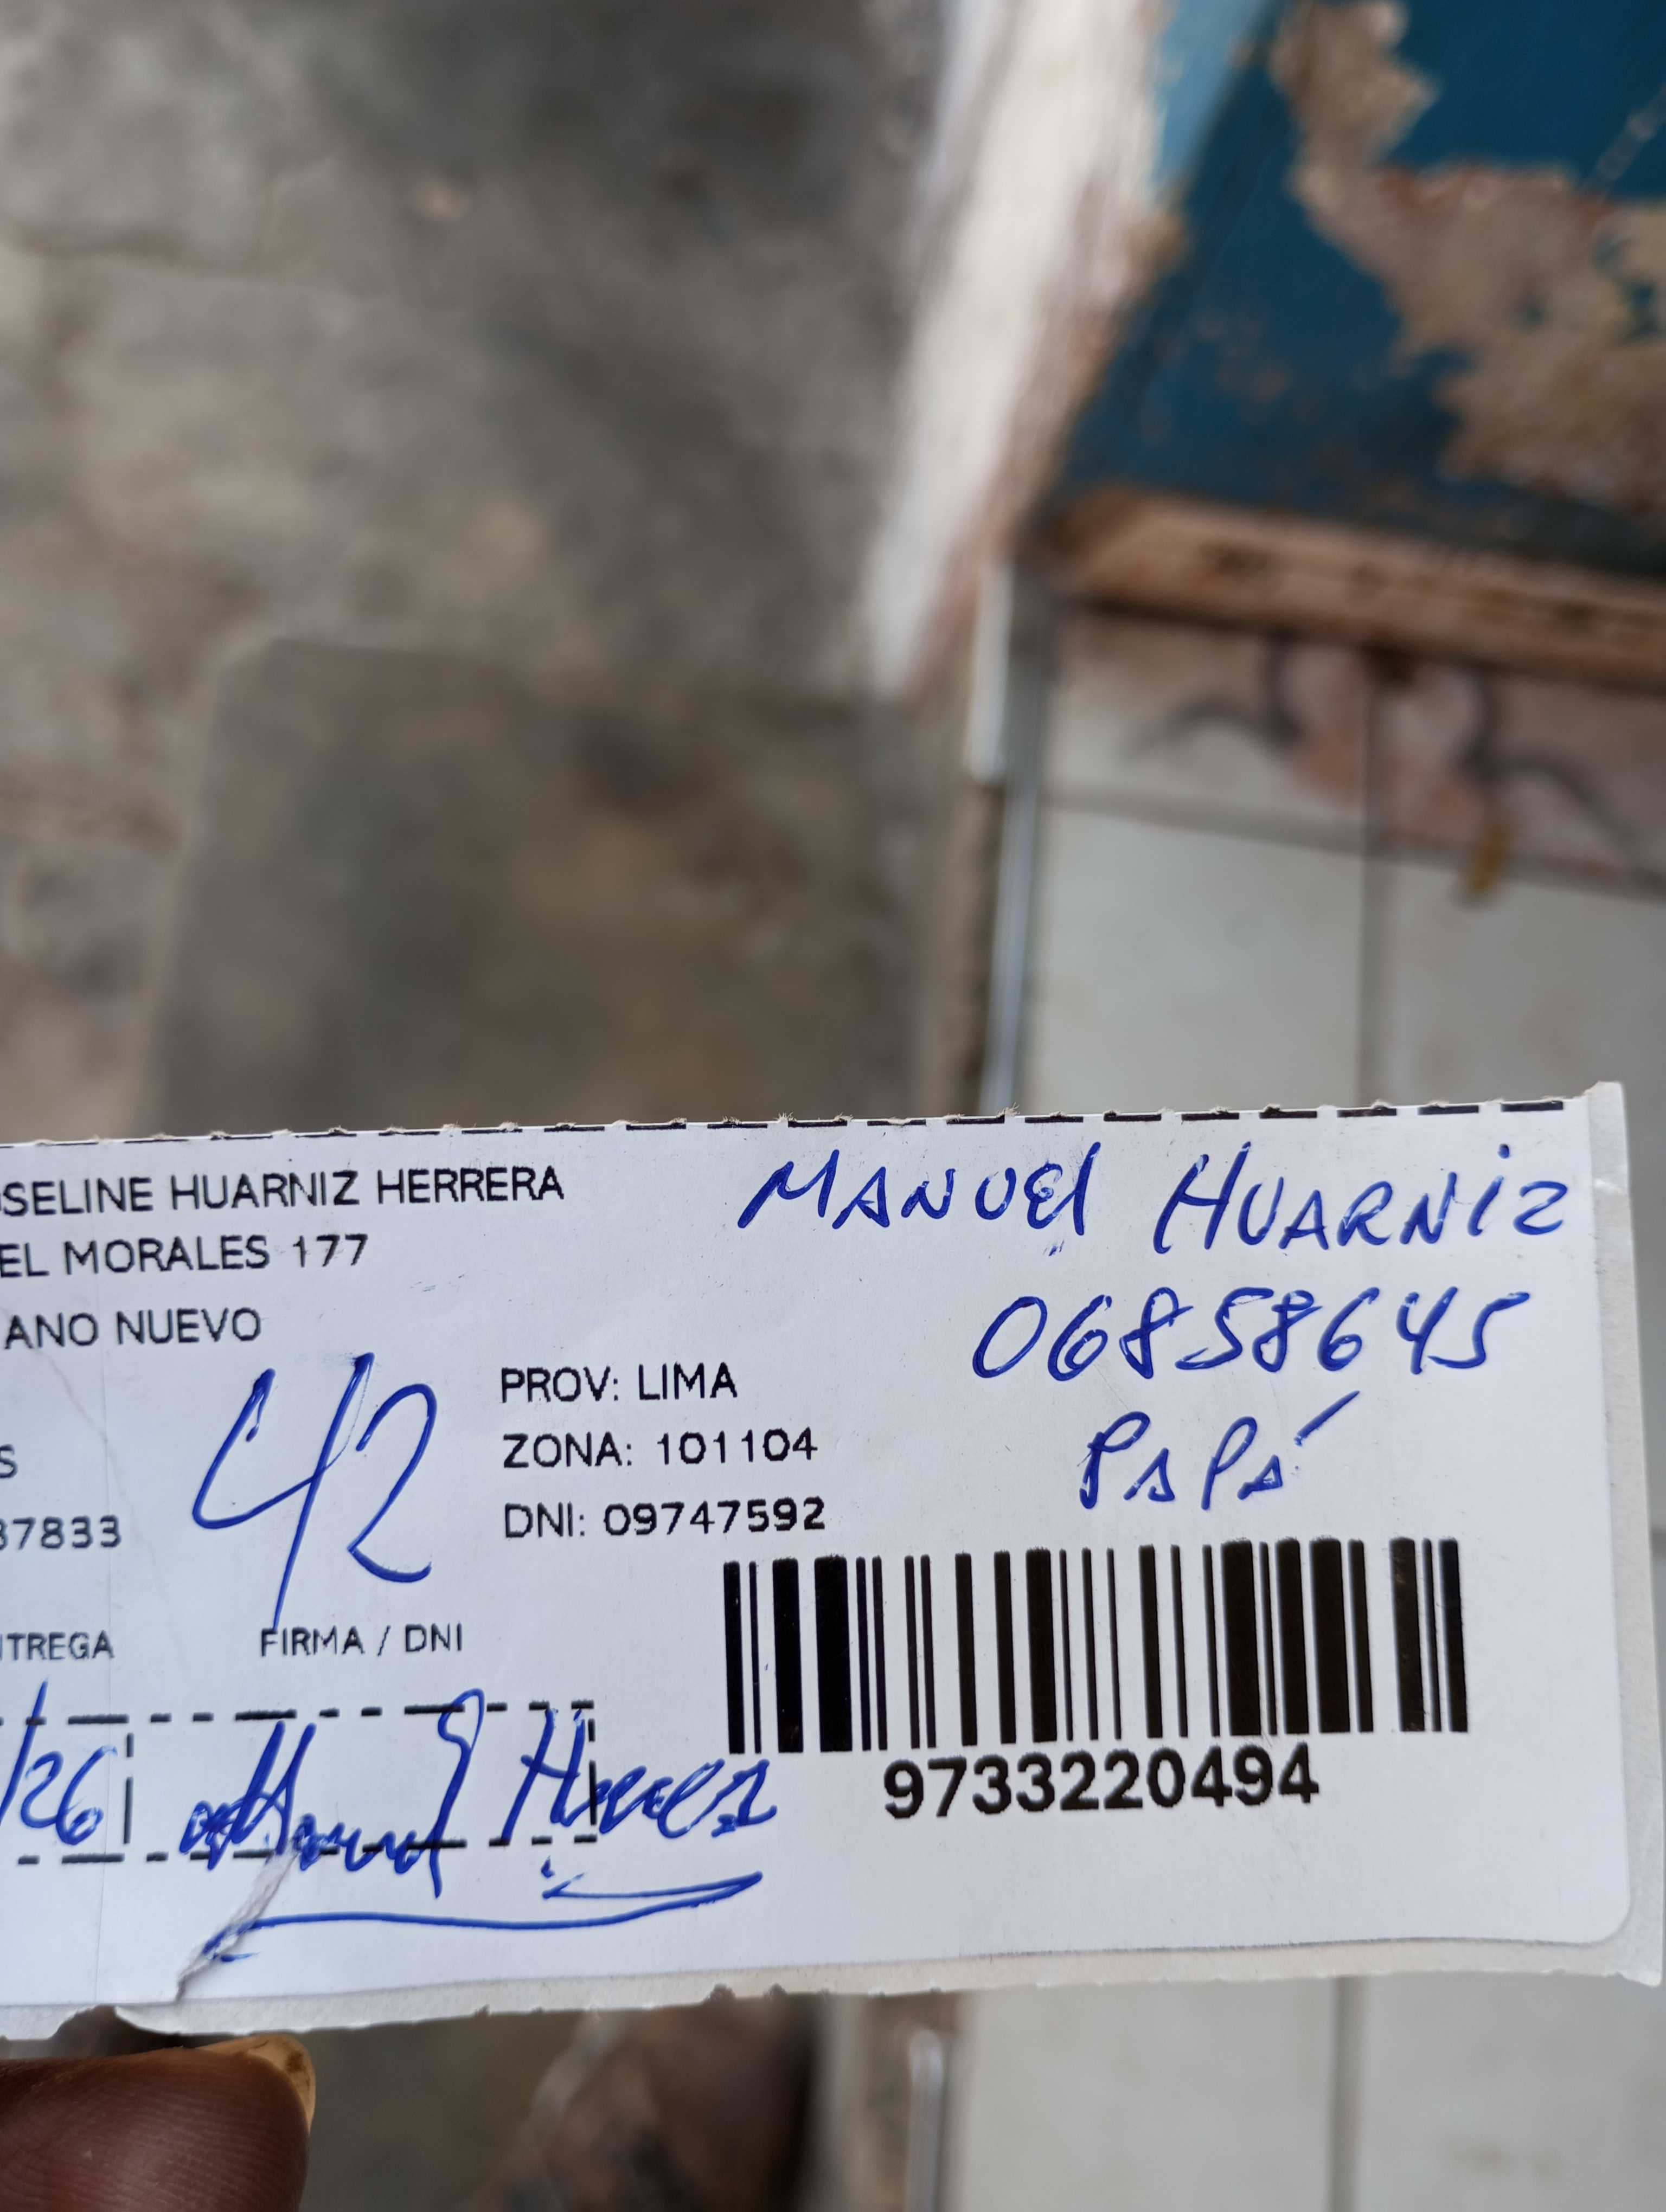 SELINE HUARNIZ HERRERA
MANUEL HUARNIZ
EL MORALES 177
06858645
ANO NUEVO
PAPÁ
42
PROV: LIMA
ZONA: 101104
S
DNI: 09747592
37833
TREGA
FIRMA / DNI
/26
9733220494